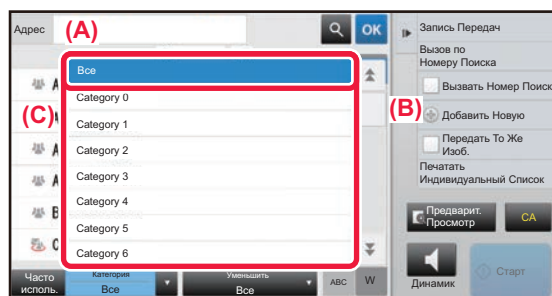 Адрес
(A)
OK
Все
Category 0
Category 1
Category 2
Category 3
Category 4
Category 5
Category 6
(C)
A
A
A
B
C
Часто
исполь.
Категория
Все
Уменьшить
Все
ABC
W
Запись Передач
Вызов по
Номеру Поиска
Вызвать Номер Поиск
(B)
Добавить Новую
Передать То Же
Изоб.
Печатать
Индивидуальный Список
Предварит.
Просмотр
CA
Динамик
Старт